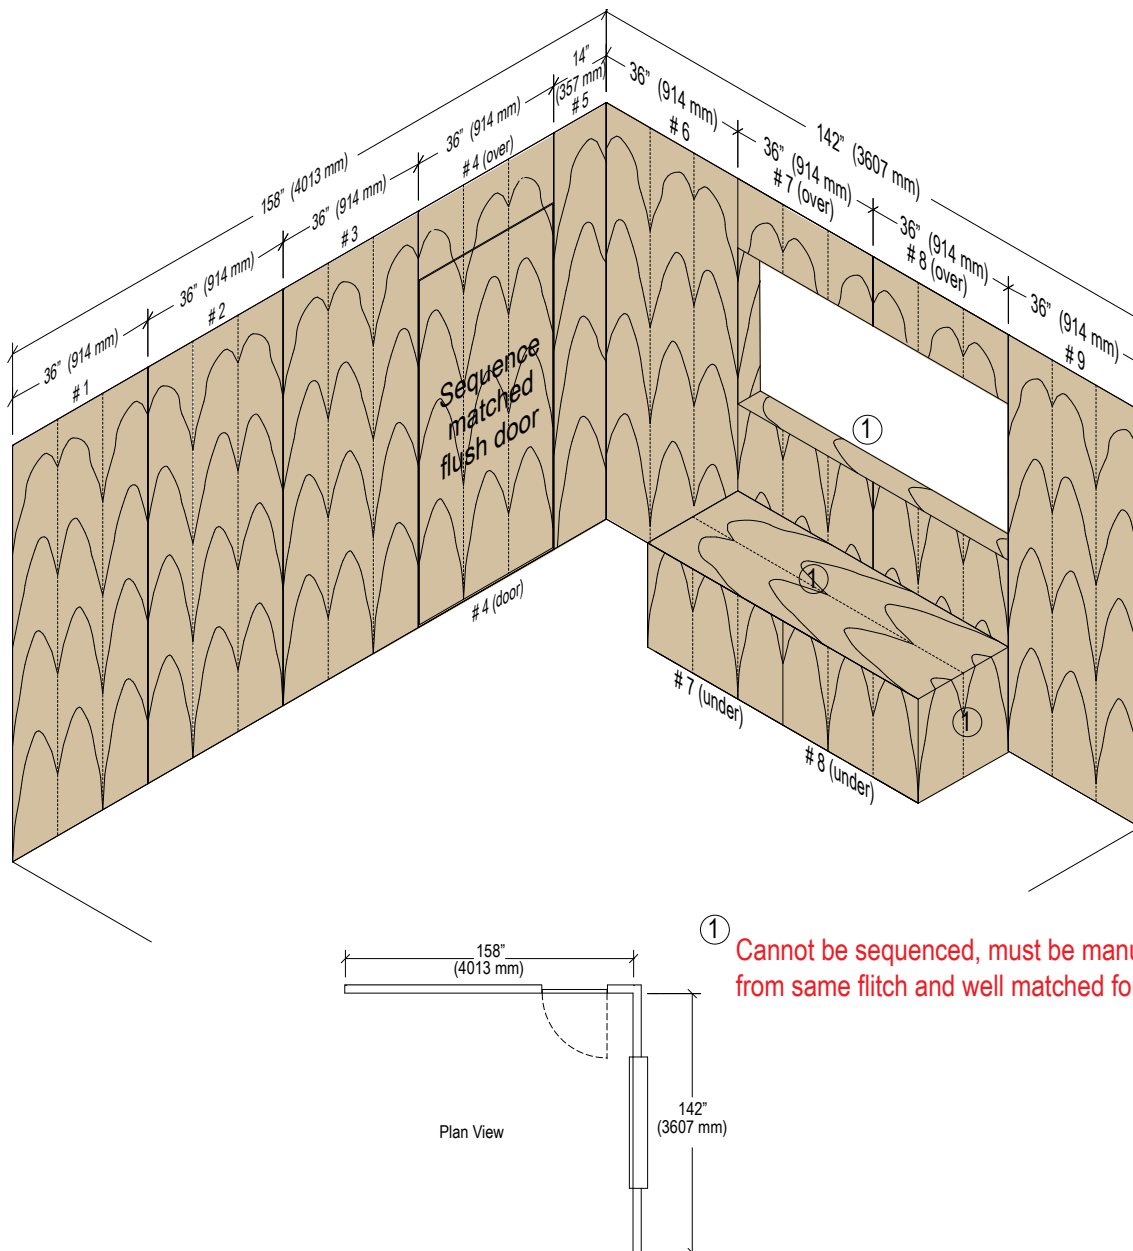 14”
(357 mm)
# 5
36” (914 mm)
# 4 (over)
36” (914 mm)
# 3
36” (914 mm)
# 2
36” (914 mm)
# 1
158” (4013 mm)
36” (914 mm)
# 6
142” (3607 mm)
36” (914 mm)
# 7 (over)
36” (914 mm)
# 8 (over)
36” (914 mm)
# 9
Sequence
matched
flush door
# 4 (door)
1
1
1
# 7 (under)
# 8 (under)
1
Cannot be sequenced, must be manu
from same flitch and well matched fo
158”
(4013 mm)
142”
(3607 mm)
Plan View